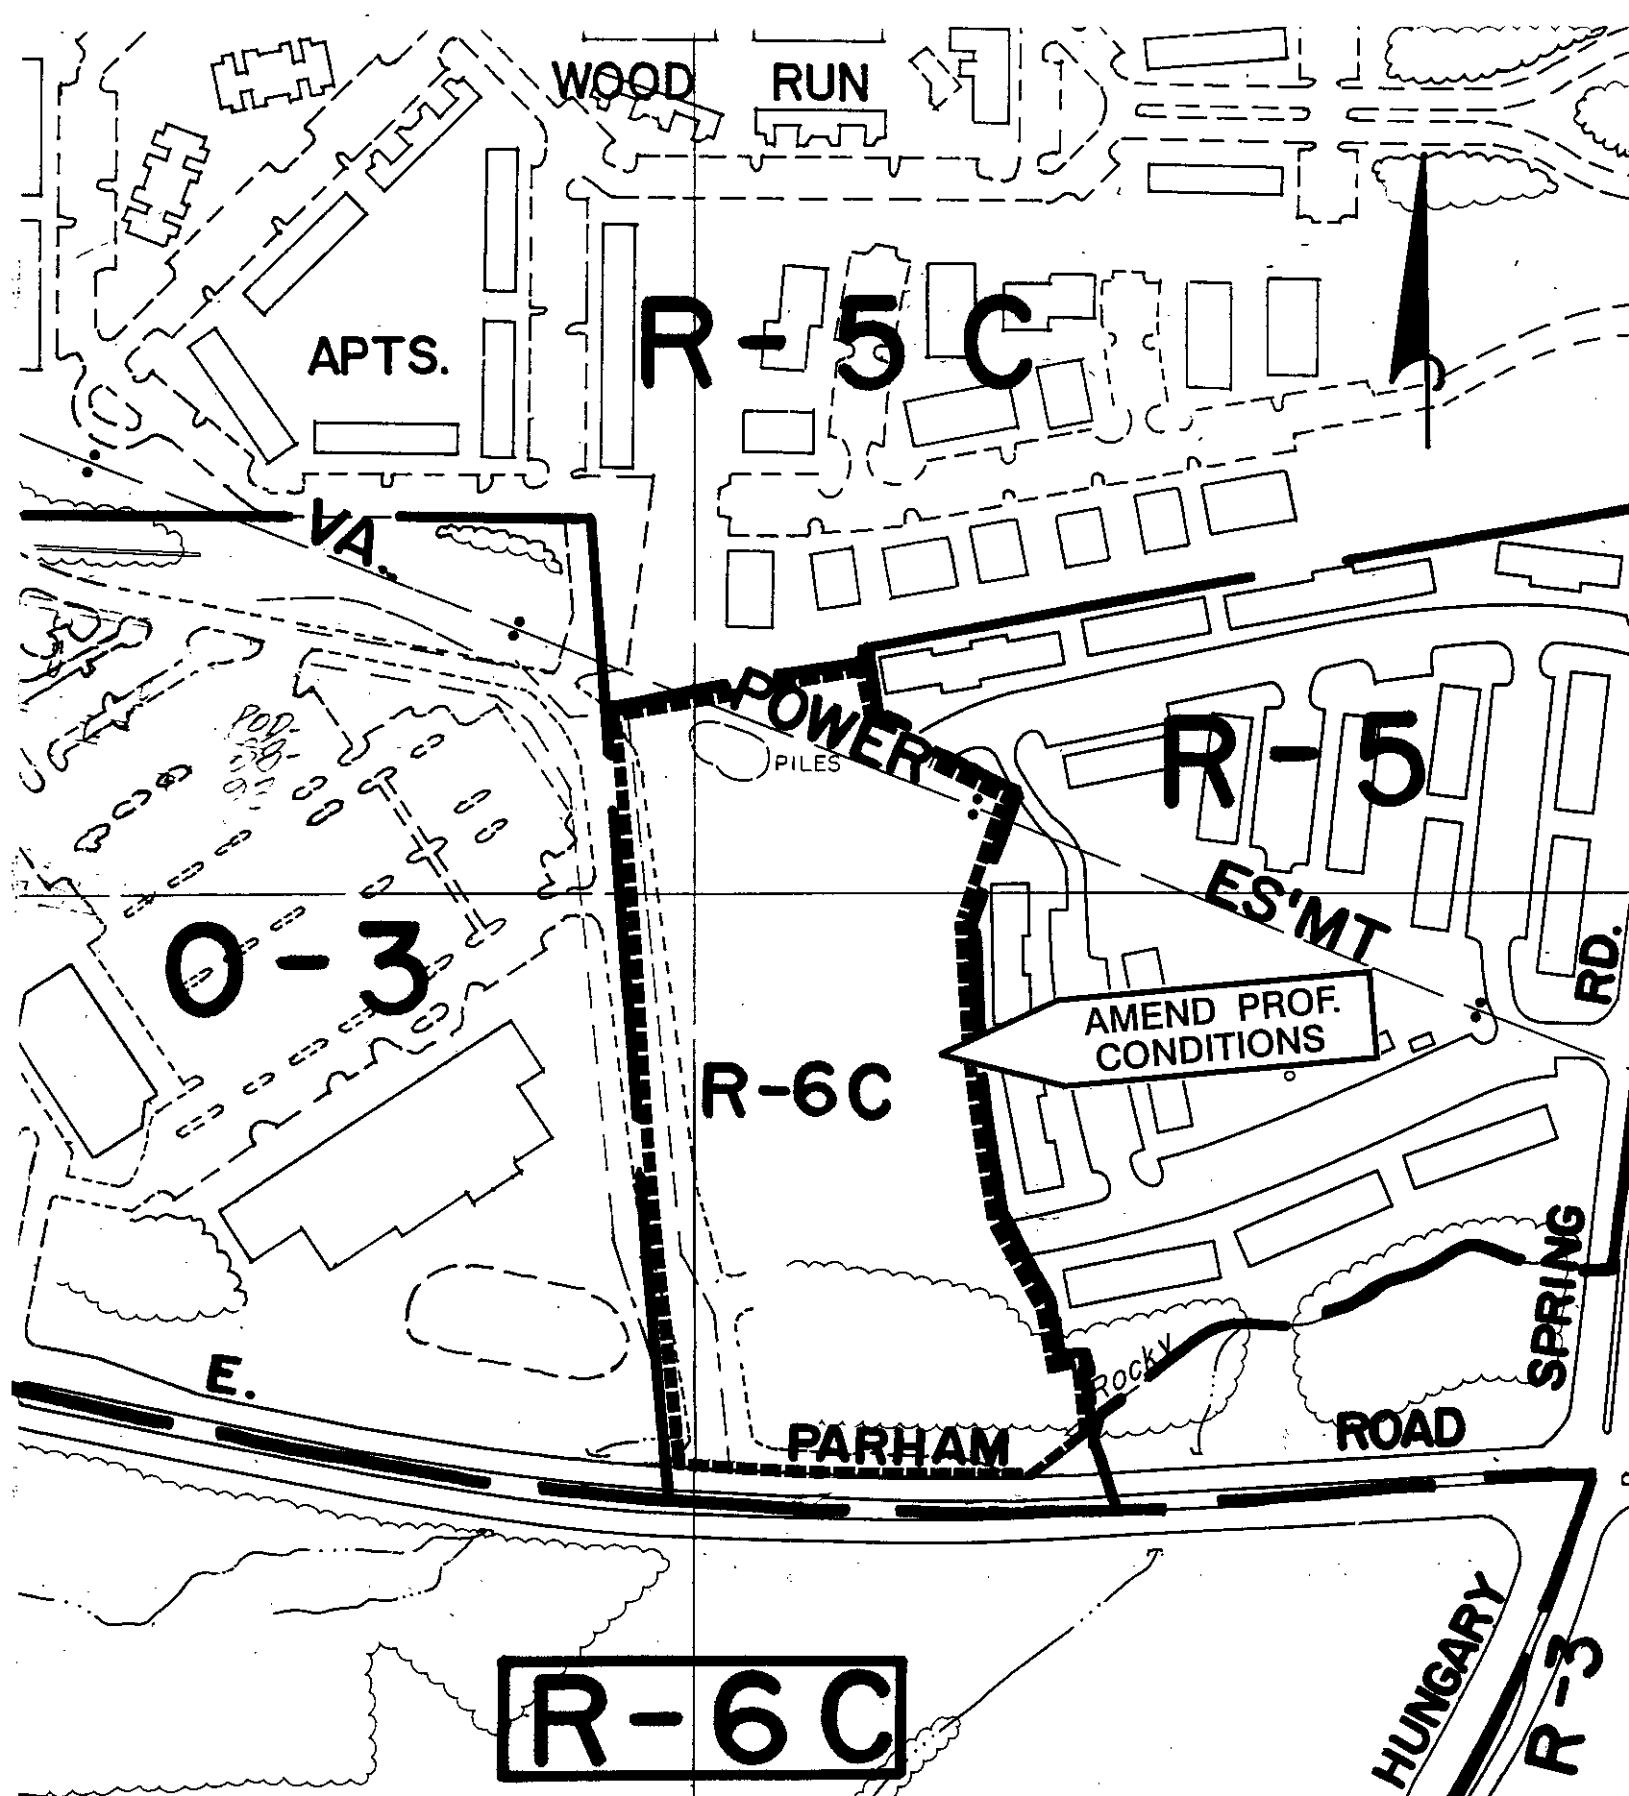 WOOD RUN
APTS.
R-5C
VA. POWER ES'MT
PILES
R-5
O-3
RD.
AMEND PROF.
CONDITIONS
R-6C
SPRING
Rocky
E. PARHAM ROAD
HUNGARY
R-3
R-6C